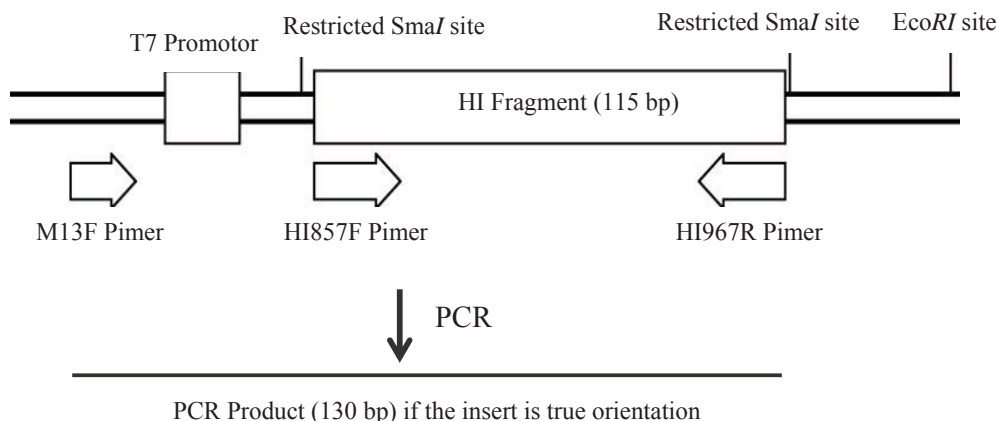 Restricted SmaI site
Restricted SmaI site
EcoRI site
T7 Promotor
HI Fragment (115 bp)
M13F Pimer
HI857F Pimer
HI967R Pimer
PCR
PCR Product (130 bp) if the insert is true orientation